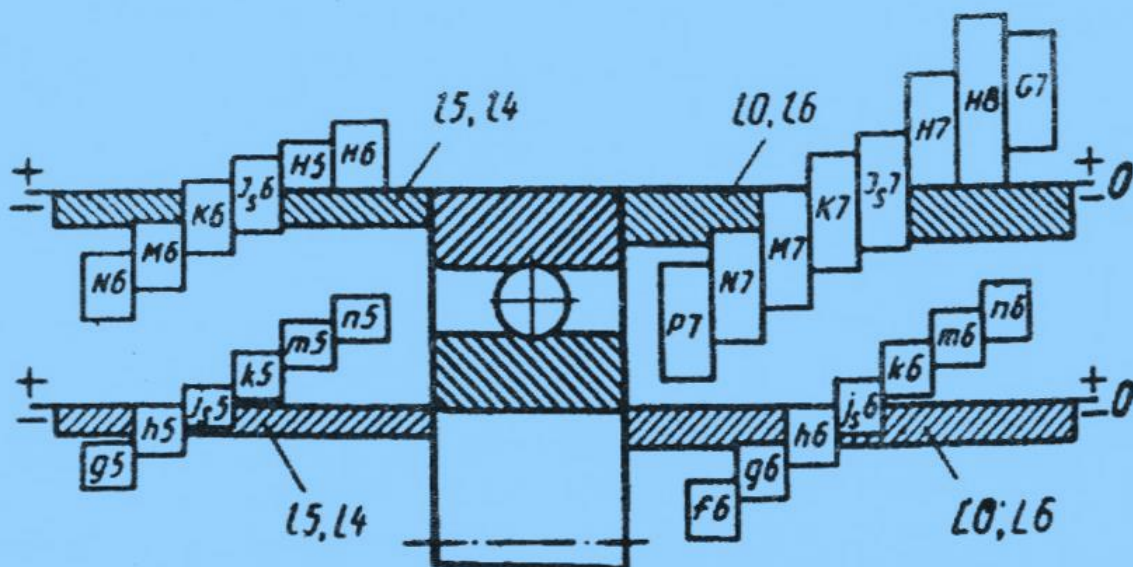 l5, l4
l0, l6
+
−
N6
M6
K6
Js6
H5
H6
P7
N7
M7
K7
Js7
H7
H8
G7
+
− 0
+
−
g5
h5
js5
k5
m5
n5
f6
g6
h6
js6
k6
m6
n6
+
− 0
l5, l4
L0; L6